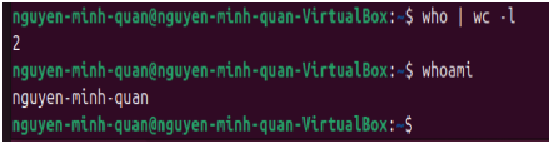 nguyen-minh-quan@nguyen-minh-quan-VirtualBox:~$ who | wc -l
2
nguyen-minh-quan@nguyen-minh-quan-VirtualBox:~$ whoami
nguyen-minh-quan
nguyen-minh-quan@nguyen-minh-quan-VirtualBox:~$